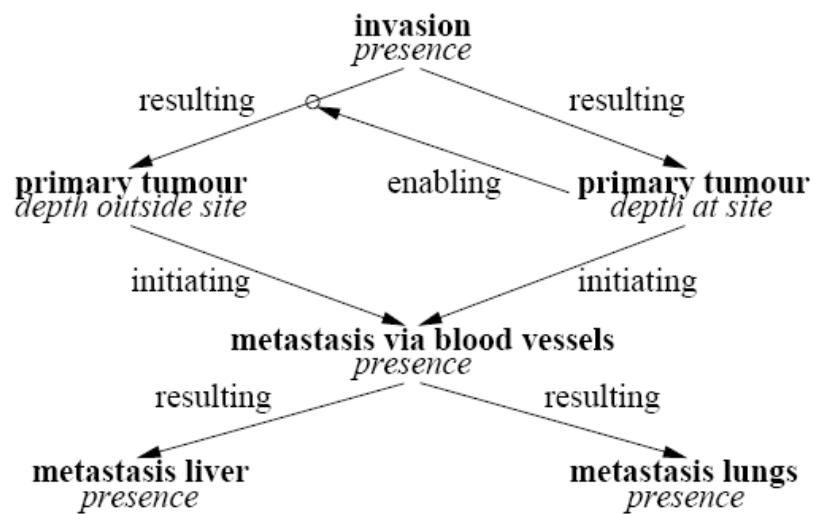 invasion
presence
resulting
resulting
primary tumour
depth outside site
enabling
primary tumour
depth at site
initiating
initiating
metastasis via blood vessels
presence
resulting
resulting
metastasis liver
presence
metastasis lungs
presence